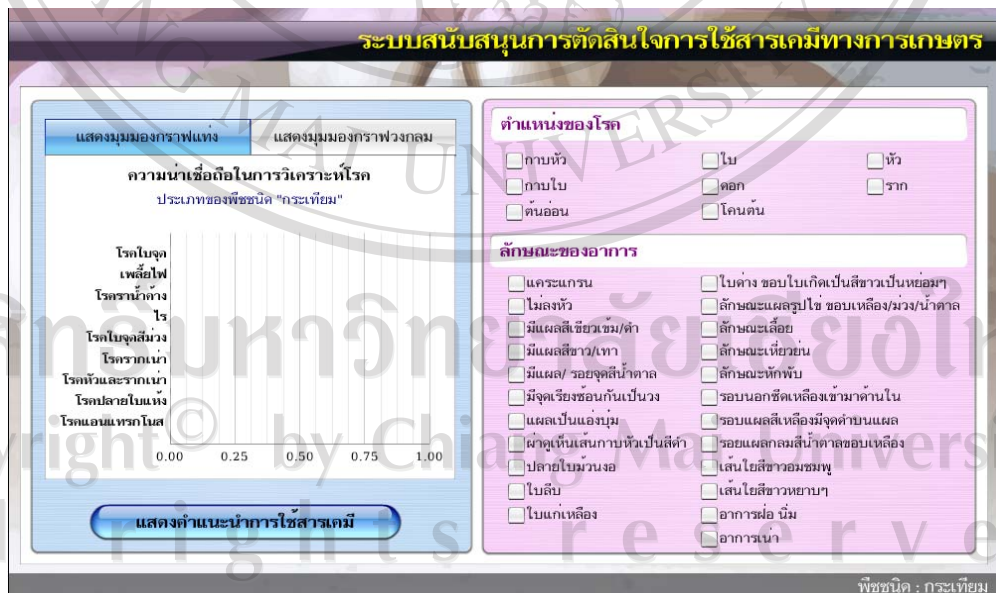 ระบบสนับสนุนการตัดสินใจการใช้สารเคมีทางการเกษตร
แสดงมุมมองกราฟแท่ง
แสดงมุมมองกราฟวงกลม
ความน่าเชื่อถือในการวิเคราะห์โรค
ประเภทของพืชชนิด "กระเทียม"
โรคใบจุด
เพลี้ยไฟ
โรคราน้ำค้าง
ไร
โรคใบจุดสีม่วง
โรครากเน่า
โรคหัวและรากเน่า
โรคปลายใบแห้ง
โรคแอนแทรกโนส
0.00 0.25 0.50 0.75 1.00
แสดงคำแนะนำการใช้สารเคมี
ตำแหน่งของโรค
กาบหัว ใบ หัว
กาบใบ ดอก ราก
ต้นอ่อน โคนต้น
ลักษณะของอาการ
แคระแกรน ใบด่าง ขอบใบเกิดเป็นสีขาวเป็นหย่อมๆ
ไม่ลงหัว ลักษณะแผลรูปไข่ ขอบเหลือง/ม่วง/น้ำตาล
มีแผลสีเขียวเข้ม/ดำ ลักษณะเลื้อย
มีแผลสีขาว/เทา ลักษณะเหี่ยวย่น
มีแผล/ รอยจุดสีน้ำตาล ลักษณะหักพับ
มีจุดเรียงซ้อนกันเป็นวง รอบนอกซีดเหลืองเข้ามาด้านใน
แผลเป็นแอ่งบุ๋ม รอบแผลสีเหลืองมีจุดดำบนแผล
ผ่าดูเห็นเส้นกาบหัวเป็นสีดำ รอยแผลกลมสีน้ำตาลขอบเหลือง
ปลายใบม้วนงอ เส้นใยสีขาวอมชมพู
ใบลีบ เส้นใยสีขาวหยาบๆ
ใบแก่เหลือง อาการฝ่อ นิ่ม
อาการเน่า
พืชชนิด : กระเทียม
by Chiang Mai Univers
rights reserve